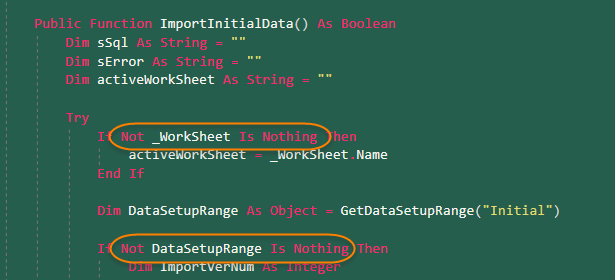 Public Function ImportInitialData() As Boolean
Dim sSql As String = ""
Dim sError As String = ""
Dim activeWorkSheet As String = ""
Try
If Not _WorkSheet Is Nothing Then
activeWorkSheet = _WorkSheet.Name
End If
Dim DataSetupRange As Object = GetDataSetupRange("Initial")
If Not DataSetupRange Is Nothing Then
Dim ImportVerNum As Integer